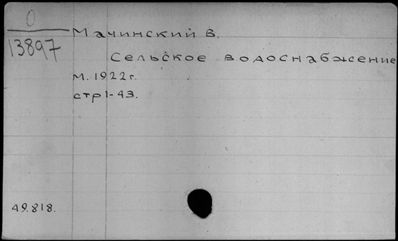 О
13897
Мачинский В.
Сельское водоснабжение
М. 1922 г.
стр 1-43.
49.818.